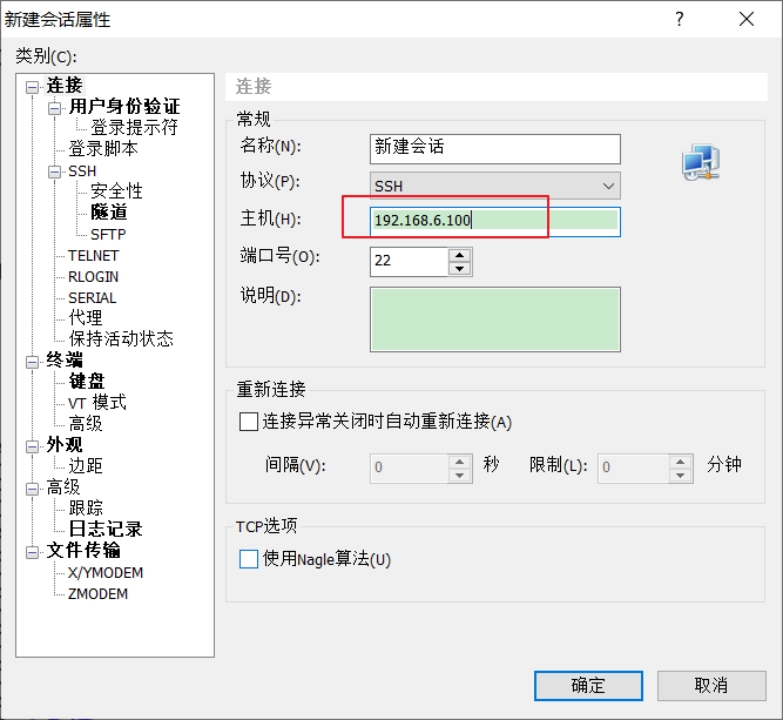 新建会话属性
?
类别(C):
连接
用户身份验证
登录提示符
登录脚本
SSH
安全性
隧道
SFTP
TELNET
RLOGIN
SERIAL
代理
保持活动状态
终端
键盘
VT 模式
高级
外观
边距
高级
跟踪
日志记录
文件传输
X/YMODEM
ZMODEM
连接
常规
名称(N):
新建会话
协议(P):
SSH
主机(H):
192.168.6.100
端口号(O):
22
说明(D):
重新连接
连接异常关闭时自动重新连接(A)
间隔(V): 0 秒 限制(L): 0 分钟
TCP选项
使用Nagle算法(U)
确定
取消